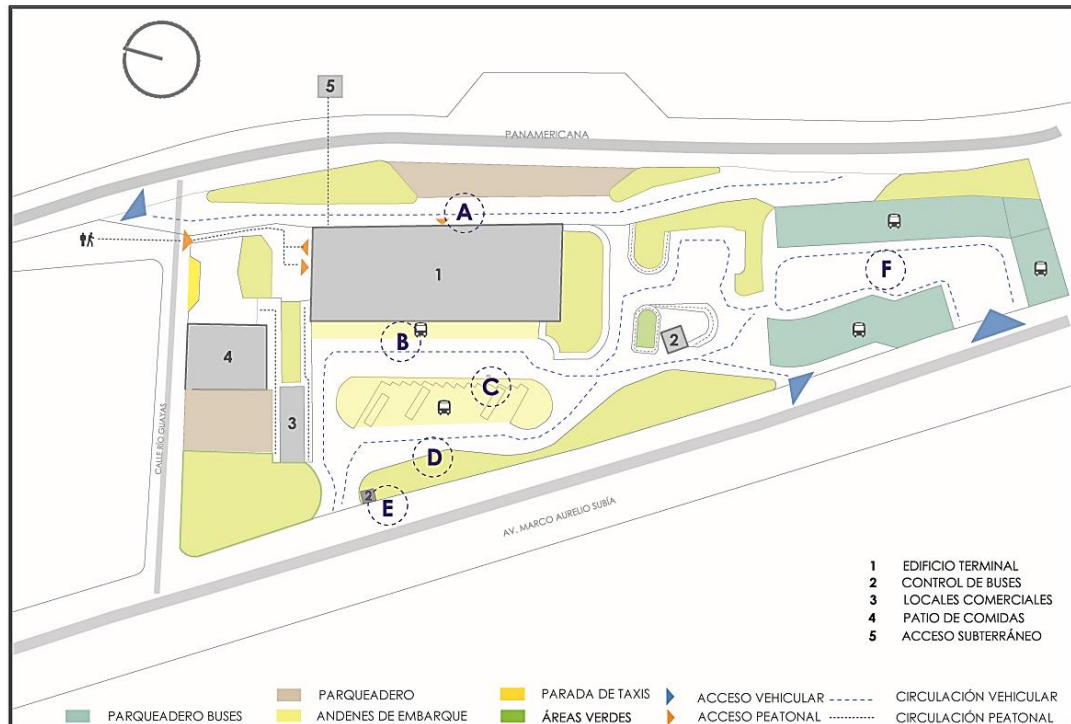 5
PANAMERICANA
A
1
F
B
2
4
C
3
CALLE RÍO GUAYAS
D
2
E
AV. MARCO AURELIO SUBÍA
1 EDIFICIO TERMINAL
2 CONTROL DE BUSES
3 LOCALES COMERCIALES
4 PATIO DE COMIDAS
5 ACCESO SUBTERRÁNEO
PARQUEADERO PARADA DE TAXIS ACCESO VEHICULAR CIRCULACIÓN VEHICULAR
PARQUEADERO BUSES ANDENES DE EMBARQUE ÁREAS VERDES ACCESO PEATONAL CIRCULACIÓN PEATONAL